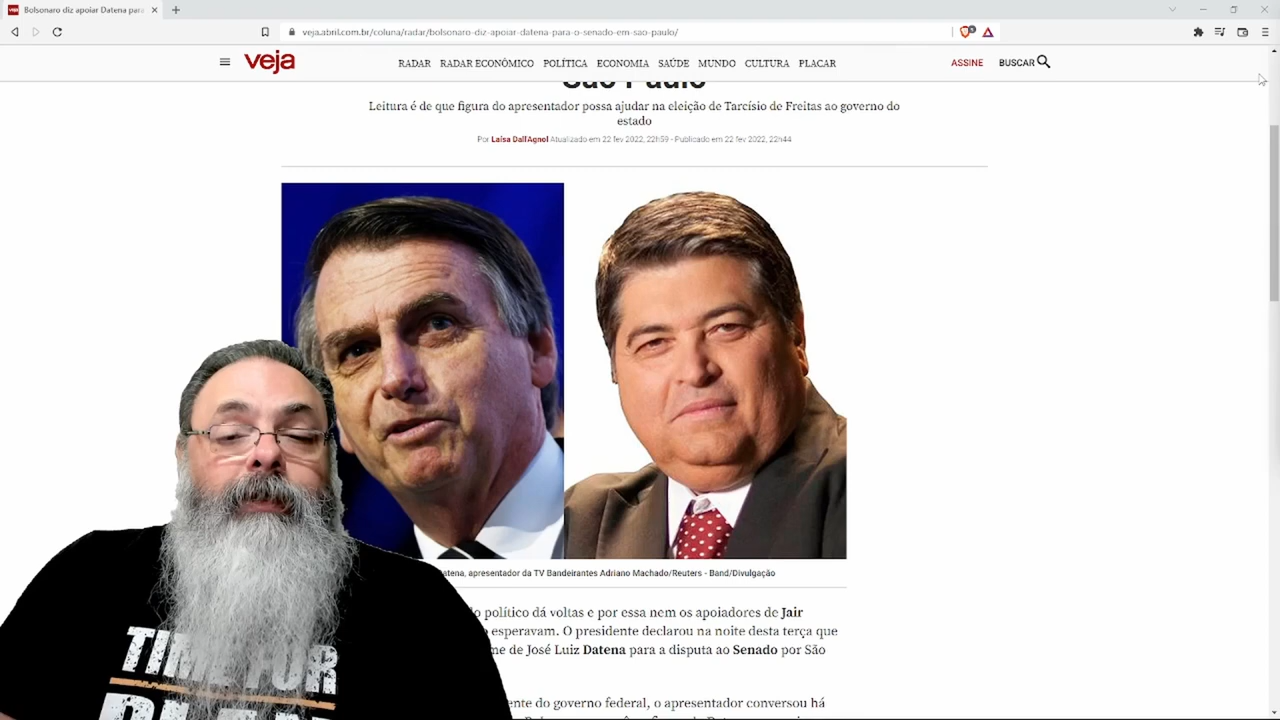 Bolsonaro diz apoiar Datena para
veja.abril.com.br/coluna/radar/bolsonaro-diz-apoiar-datena-para-o-senado-em-sao-paulo/
veja
RADAR RADAR ECONÔMICO POLÍTICA ECONOMIA SAÚDE MUNDO CULTURA PLACAR
ASSINE BUSCAR
São Paulo
Leitura é de que figura do apresentador possa ajudar na eleição de Tarcísio de Freitas ao governo do
estado
Por Laísa Dall'Agnol Atualizado em 22 fev 2022, 22h59 - Publicado em 22 fev 2022, 22h44
atena, apresentador da TV Bandeirantes Adriano Machado/Reuters - Band/Divulgação
político dá voltas e por essa nem os apoiadores de Jair
esperavam. O presidente declarou na noite desta terça que
me de José Luiz Datena para a disputa ao Senado por São
ente do governo federal, o apresentador conversou há
TIME FOR